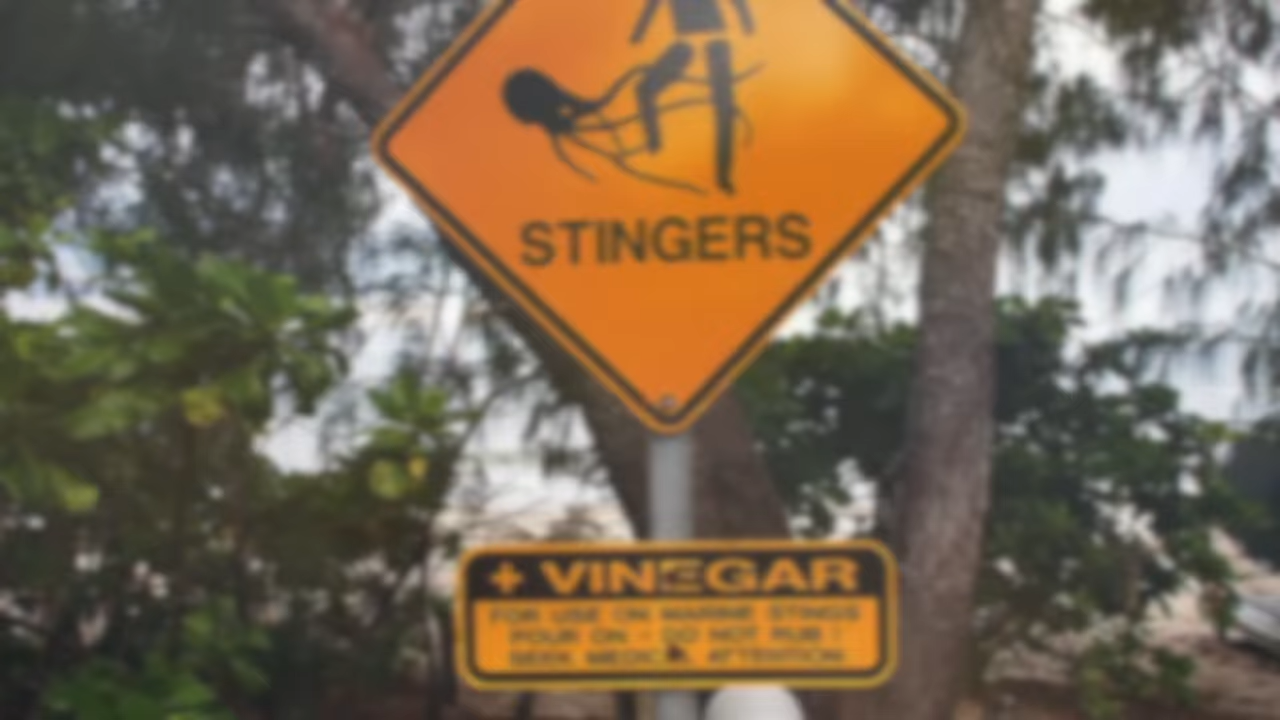 STINGERS
+ VINEGAR
FOR USE ON MARINE STINGS
POUR ON - DO NOT RUB
SEEK MEDICAL ATTENTION